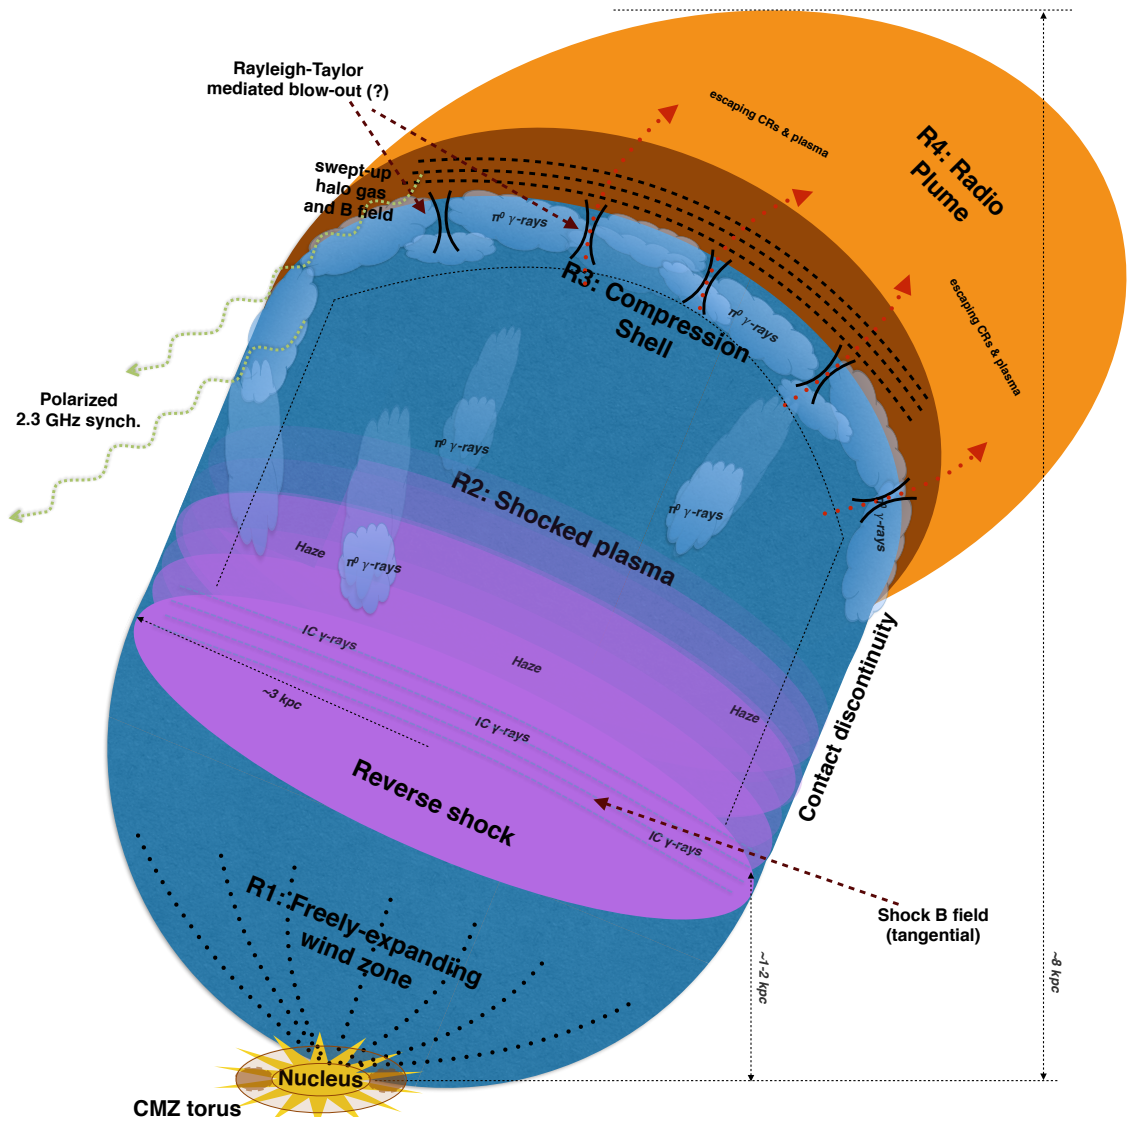 Rayleigh-Taylor
mediated blow-out (?)
escaping CRs & plasma
R4: Radio
Plume
swept-up
halo gas
and B field
π⁰ γ-rays
R3: Compression
Shell
π⁰ γ-rays
escaping CRs & plasma
Polarized
2.3 GHz synch.
π⁰ γ-rays
R2: Shocked plasma
π⁰ γ-rays
π⁰ γ-rays
Haze
π⁰ γ-rays
IC γ-rays
Haze
~3 kpc
IC γ-rays
Haze
Contact discontinuity
Reverse shock
IC γ-rays
R1: Freely-expanding
wind zone
Shock B field
(tangential)
~1-2 kpc
~8 kpc
Nucleus
CMZ torus